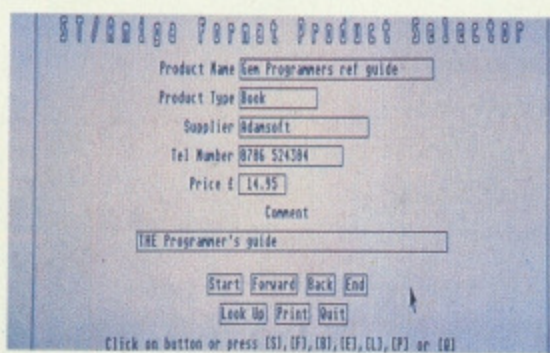 ST/Amiga Format Product Selector
Product Name Gem Programmers ref guide
Product Type Book
Supplier Adamsoft
Tel Number 0706 524304
Price £ 14.95
Comment
THE Programmer's guide
Start Forward Back End
Look Up Print Quit
Click on button or press [S],[F],[B],[E],[L],[P] or [Q]